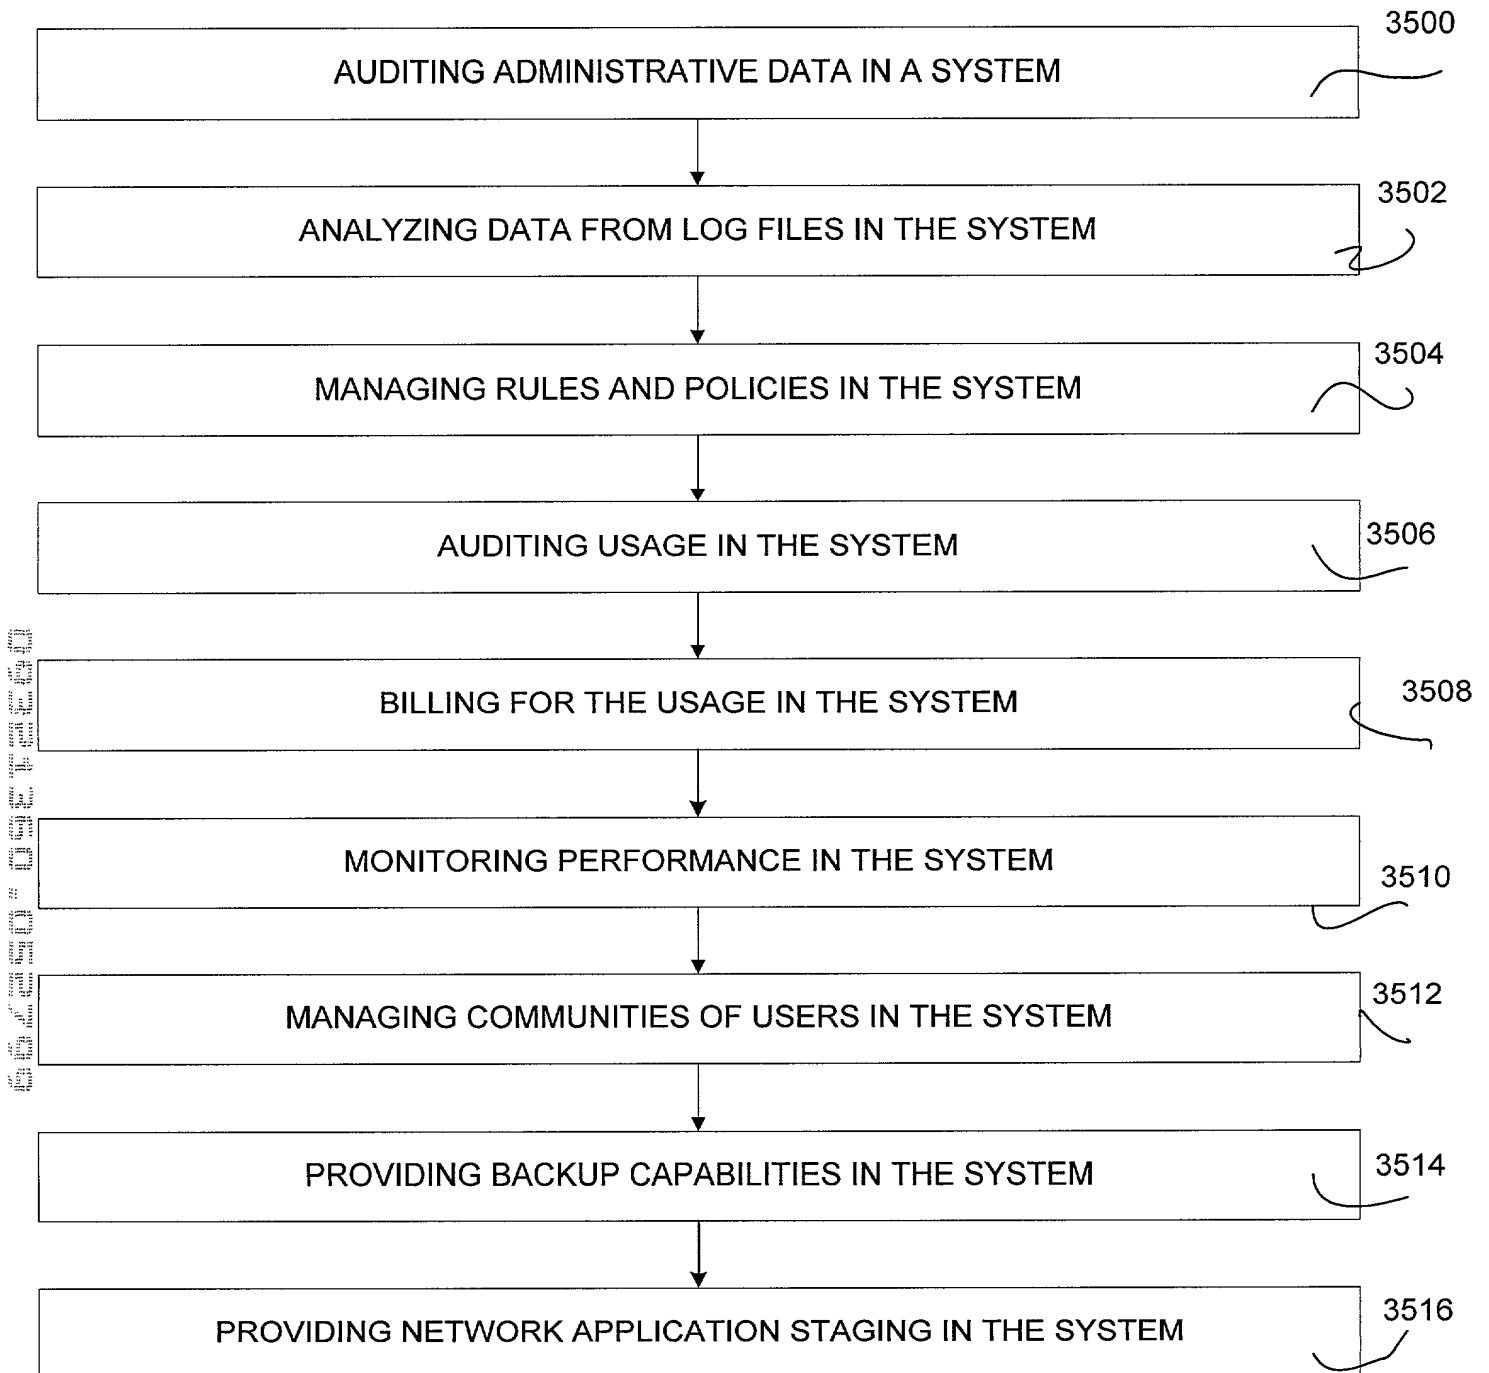 3500
AUDITING ADMINISTRATIVE DATA IN A SYSTEM
3502
ANALYZING DATA FROM LOG FILES IN THE SYSTEM
3504
MANAGING RULES AND POLICIES IN THE SYSTEM
3506
AUDITING USAGE IN THE SYSTEM
3508
BILLING FOR THE USAGE IN THE SYSTEM
MONITORING PERFORMANCE IN THE SYSTEM
3510
3512
MANAGING COMMUNITIES OF USERS IN THE SYSTEM
3514
PROVIDING BACKUP CAPABILITIES IN THE SYSTEM
3516
PROVIDING NETWORK APPLICATION STAGING IN THE SYSTEM